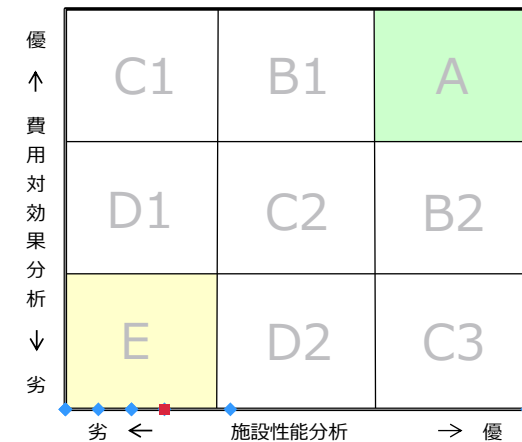 優
↑
費用対効果分析
↓
劣
C1 B1 A
D1 C2 B2
E D2 C3
劣 ← 施設性能分析 → 優